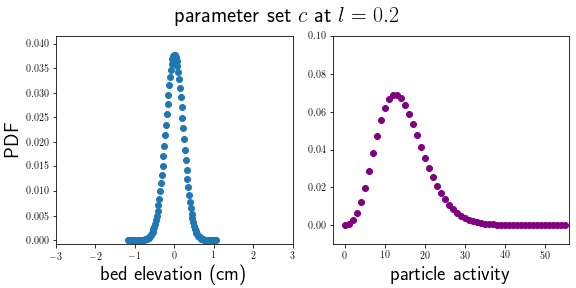 parameter set c at l = 0.2
PDF
0.040
0.035
0.030
0.025
0.020
0.015
0.010
0.005
0.000
−3 −2 −1 0 1 2 3
bed elevation (cm)
0.10
0.08
0.06
0.04
0.02
0.00
0 10 20 30 40 50
particle activity